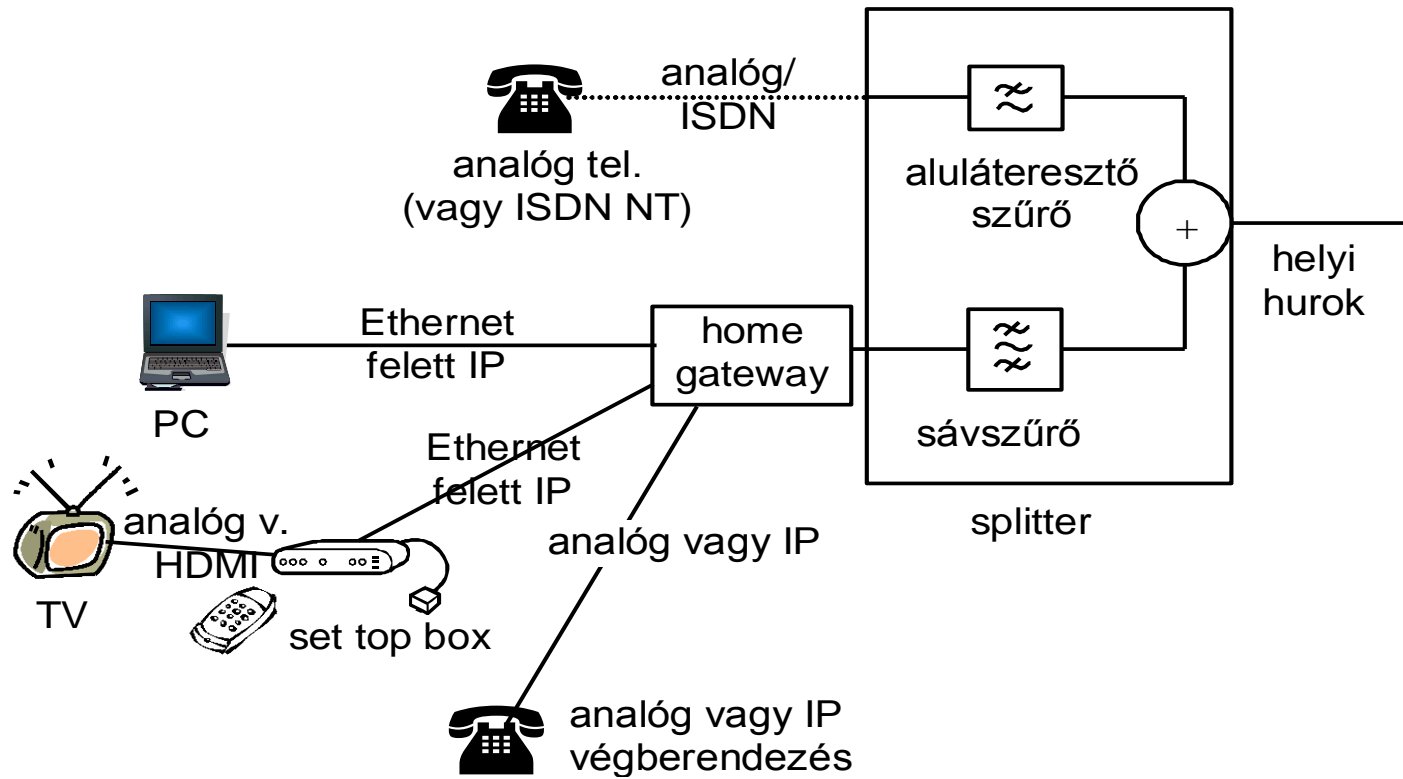 analóg/
ISDN
analóg tel.
(vagy ISDN NT)
aluláteresztő
szűrő
+
helyi
hurok
Ethernet
felett IP
home
gateway
PC
sávszűrő
Ethernet
felett IP
splitter
analóg v.
HDMI
analóg vagy IP
TV
set top box
analóg vagy IP
végberendezés